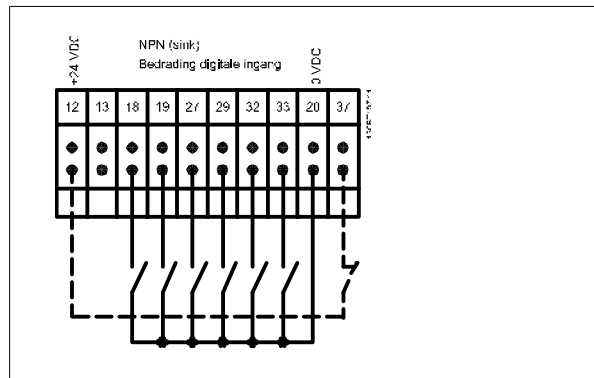 NPN (sink)
Bedrading digitale ingang
+24 VDC
0 VDC
12 13 18 19 27 29 32 33 20 37